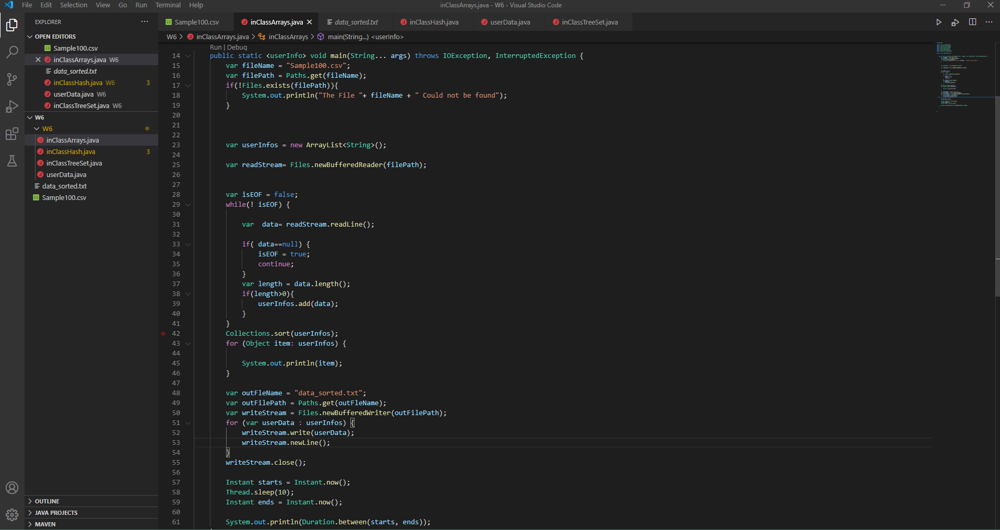 File Edit Selection View Go Run Terminal Help
inClassArrays.java - W6 - Visual Studio Code
EXPLORER
OPEN EDITORS
Sample100.csv
inClassArrays.java W6
data_sorted.txt
inClassHash.java W6 3
userData.java W6
inClassTreeSet.java W6
W6
W6
inClassArrays.java
inClassHash.java 3
inClassTreeSet.java
userData.java
data_sorted.txt
Sample100.csv
OUTLINE
JAVA PROJECTS
MAVEN
Sample100.csv inClassArrays.java data_sorted.txt inClassHash.java userData.java inClassTreeSet.java
W6 > inClassArrays.java > inClassArrays > main(String...) <userInfo>
Run | Debug
14 public static <userInfo> void main(String... args) throws IOException, InterruptedException {
15 var fileName = "Sample100.csv";
16 var filePath = Paths.get(fileName);
17 if(!Files.exists(filePath)){
18 System.out.println("The File "+ fileName + " Could not be found");
19 }
20
21
22
23 var userInfos = new ArrayList<String>();
24
25 var readStream= Files.newBufferedReader(filePath);
26
27
28 var isEOF = false;
29 while(! isEOF) {
30
31 var  data= readStream.readLine();
32
33 if( data==null) {
34 isEOF = true;
35 continue;
36 }
37 var length = data.length();
38 if(length>0){
39 userInfos.add(data);
40 }
41 }
42 Collections.sort(userInfos);
43 for (Object item: userInfos) {
44
45 System.out.println(item);
46 }
47
48 var outFleName = "data_sorted.txt";
49 var outFilePath = Paths.get(outFleName);
50 var writeStream = Files.newBufferedWriter(outFilePath);
51 for (var userData : userInfos) {
52 writeStream.write(userData);
53 writeStream.newLine();
54 }
55 writeStream.close();
56
57 Instant starts = Instant.now();
58 Thread.sleep(10);
59 Instant ends = Instant.now();
60
61 System.out.println(Duration.between(starts, ends));